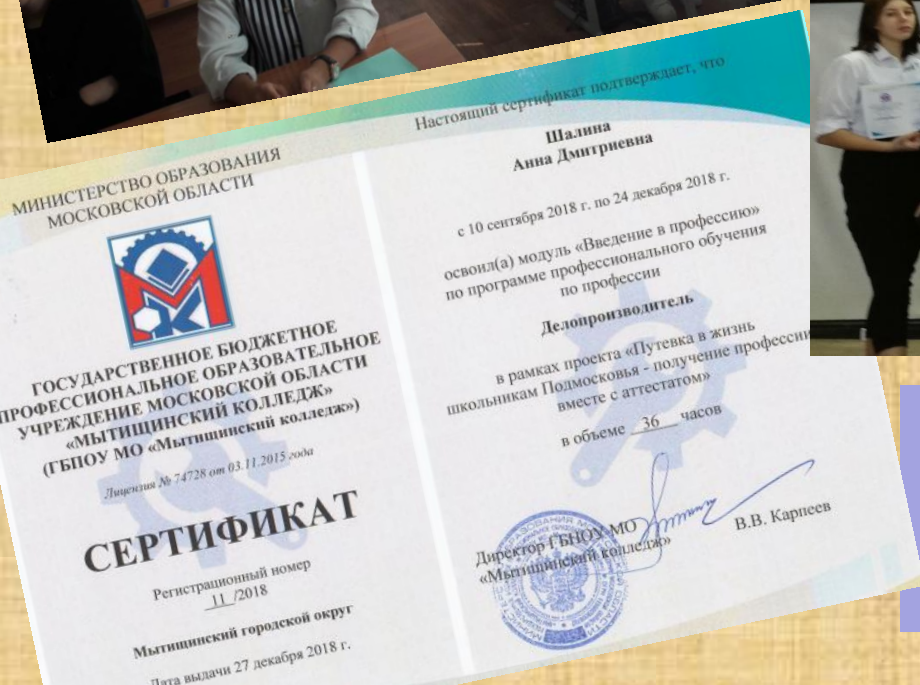 МИНИСТЕРСТВО ОБРАЗОВАНИЯ
МОСКОВСКОЙ ОБЛАСТИ
ГОСУДАРСТВЕННОЕ БЮДЖЕТНОЕ
ПРОФЕССИОНАЛЬНОЕ ОБРАЗОВАТЕЛЬНОЕ
УЧРЕЖДЕНИЕ МОСКОВСКОЙ ОБЛАСТИ
«МЫТИЩИНСКИЙ КОЛЛЕДЖ»
(ГБПОУ МО «Мытищинский колледж»)
Лицензия № 74728 от 03.11.2015 года
СЕРТИФИКАТ
Регистрационный номер
11 /2018
Мытищинский городской округ
Дата выдачи 27 декабря 2018 г.
Настоящий сертификат подтверждает, что
Шалина
Анна Дмитриевна
с 10 сентября 2018 г. по 24 декабря 2018 г.
освоил(а) модуль «Введение в профессию»
по программе профессионального обучения
по профессии
Делопроизводитель
в рамках проекта «Путевка в жизнь
школьникам Подмосковья - получение профессии
вместе с аттестатом»
в объеме 36 часов
Директор ГБПОУ МО
«Мытищинский колледж»
В.В. Карпеев